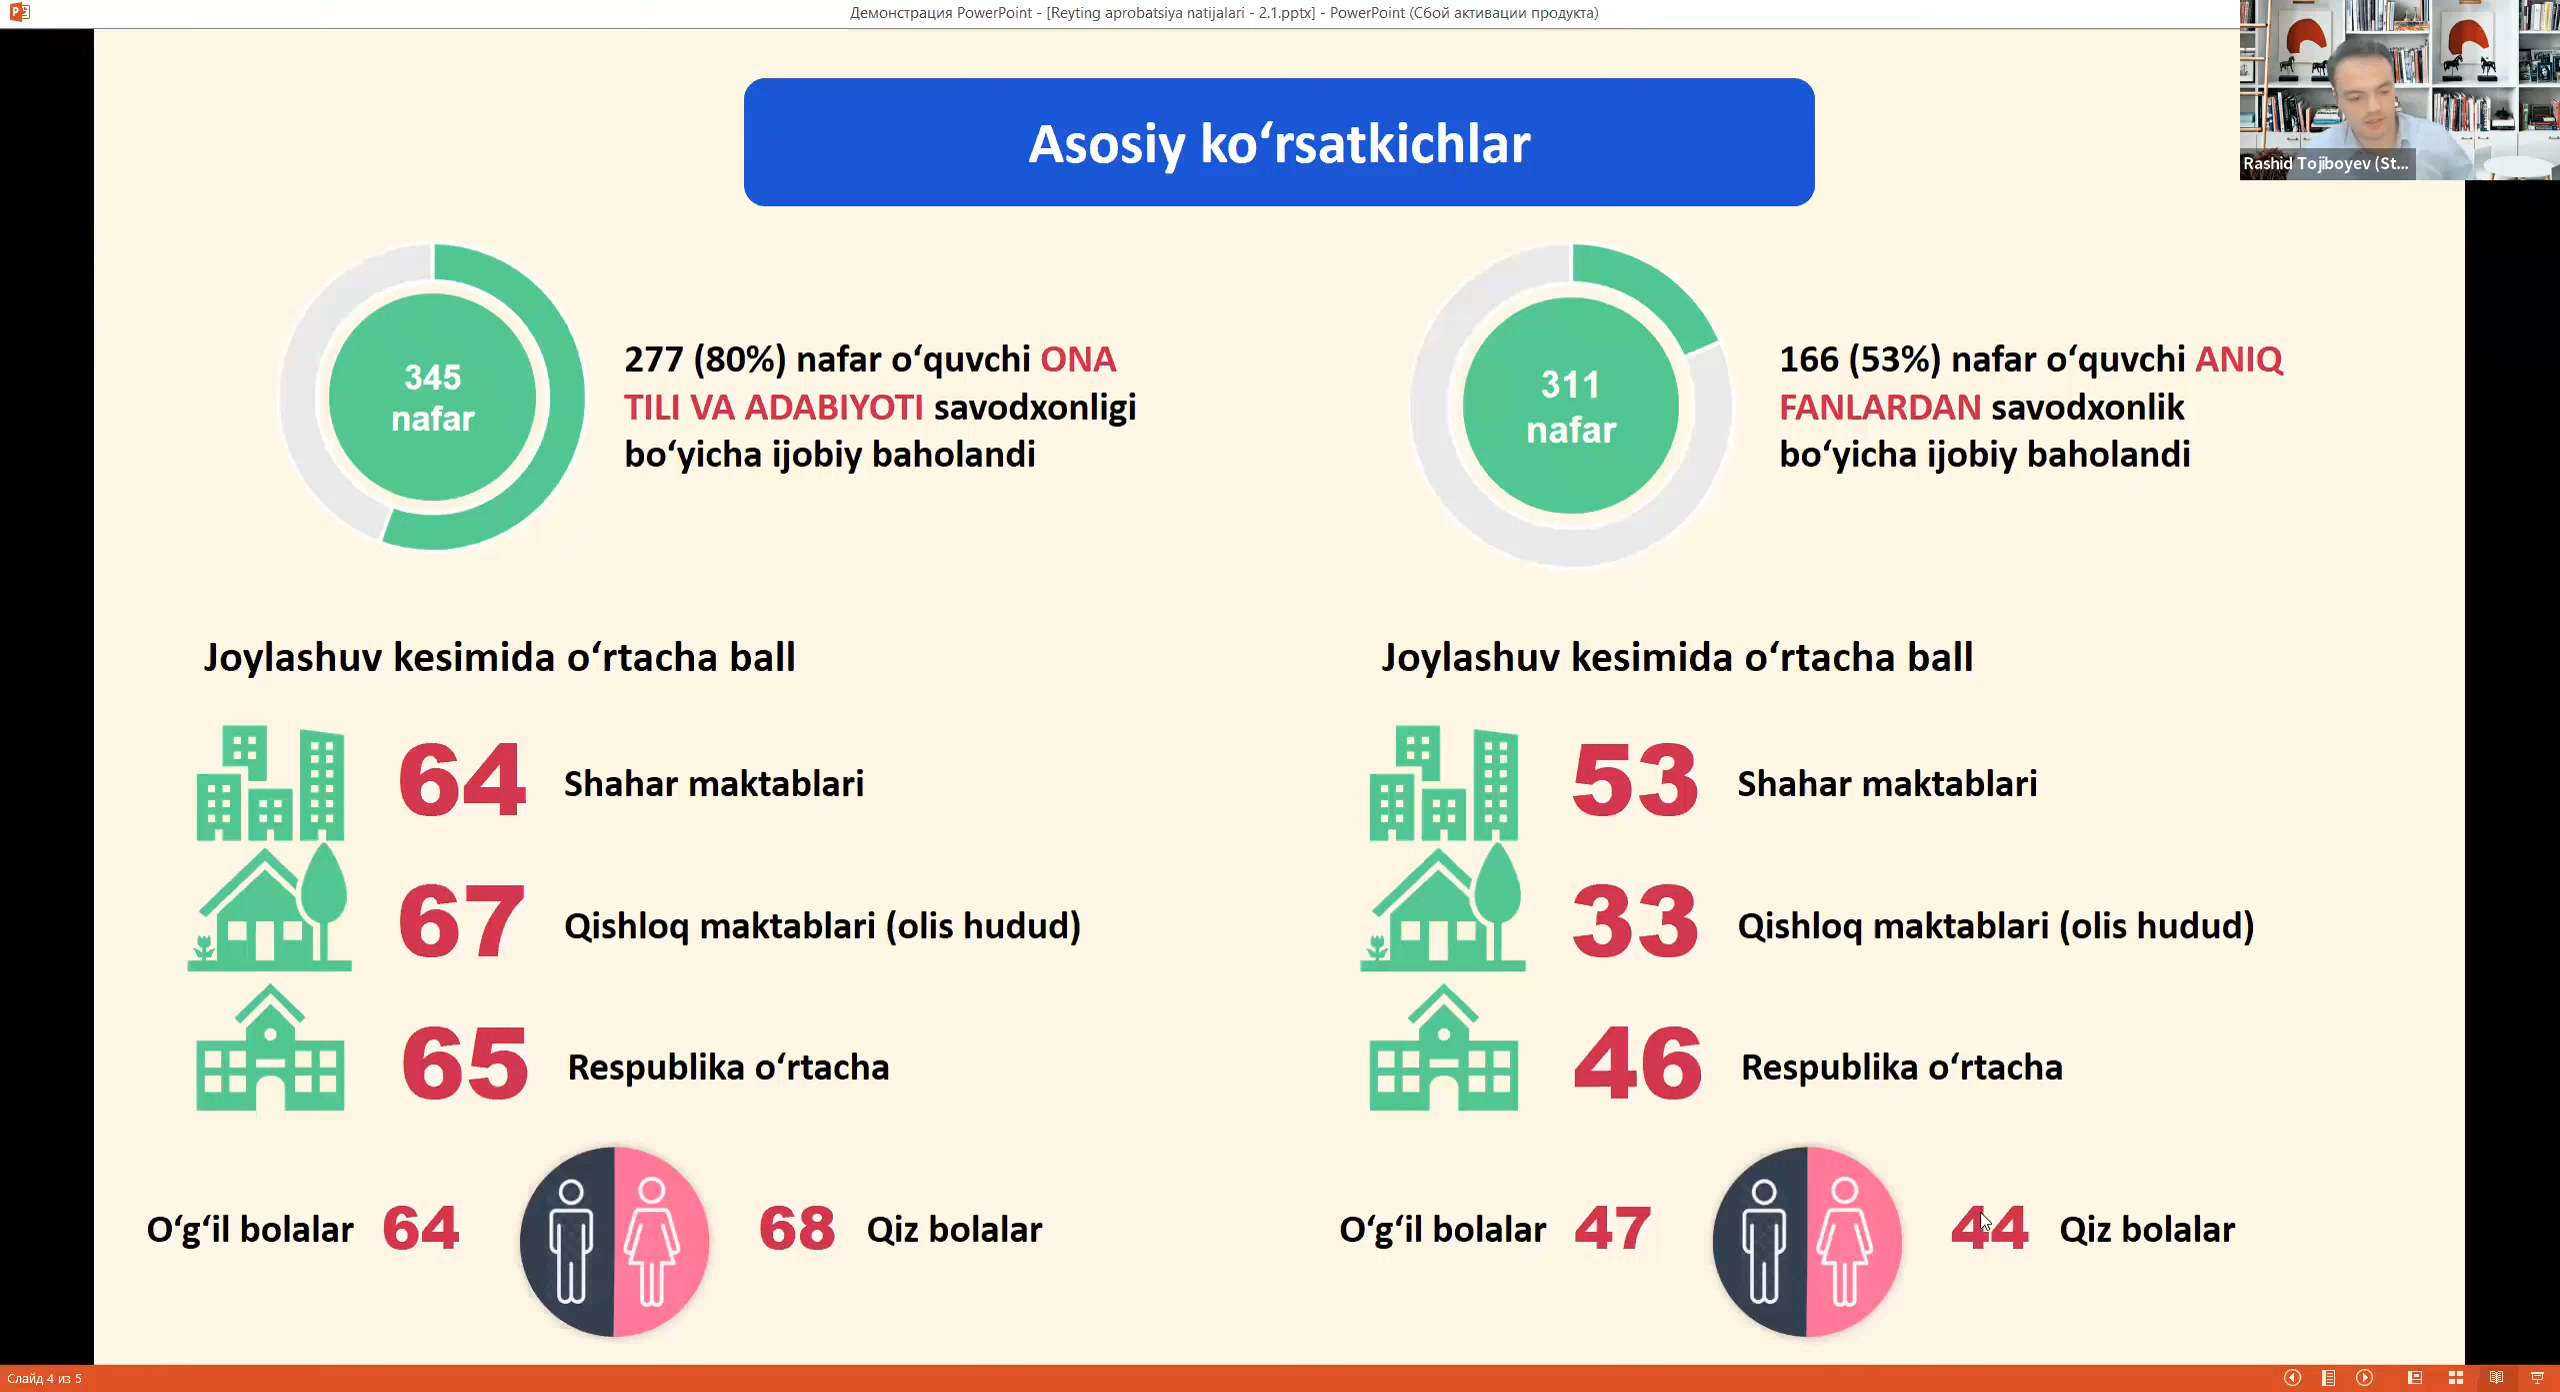 Демонстрация PowerPoint - [Reyting aprobatsiya natijalari - 2.1.pptx] - PowerPoint (Сбой активации продукта)
Rashid Tojiboyev (St...
Asosiy ko‘rsatkichlar
345
nafar
277 (80%) nafar o‘quvchi ONA
TILI VA ADABIYOTI savodxonligi
bo‘yicha ijobiy baholandi
311
nafar
166 (53%) nafar o‘quvchi ANIQ
FANLARDAN savodxonlik
bo‘yicha ijobiy baholandi
Joylashuv kesimida o‘rtacha ball
64 Shahar maktablari
67 Qishloq maktablari (olis hudud)
65 Respublika o‘rtacha
O‘g‘il bolalar 64 68 Qiz bolalar
Joylashuv kesimida o‘rtacha ball
53 Shahar maktablari
33 Qishloq maktablari (olis hudud)
46 Respublika o‘rtacha
O‘g‘il bolalar 47 44 Qiz bolalar
Слайд 4 из 5